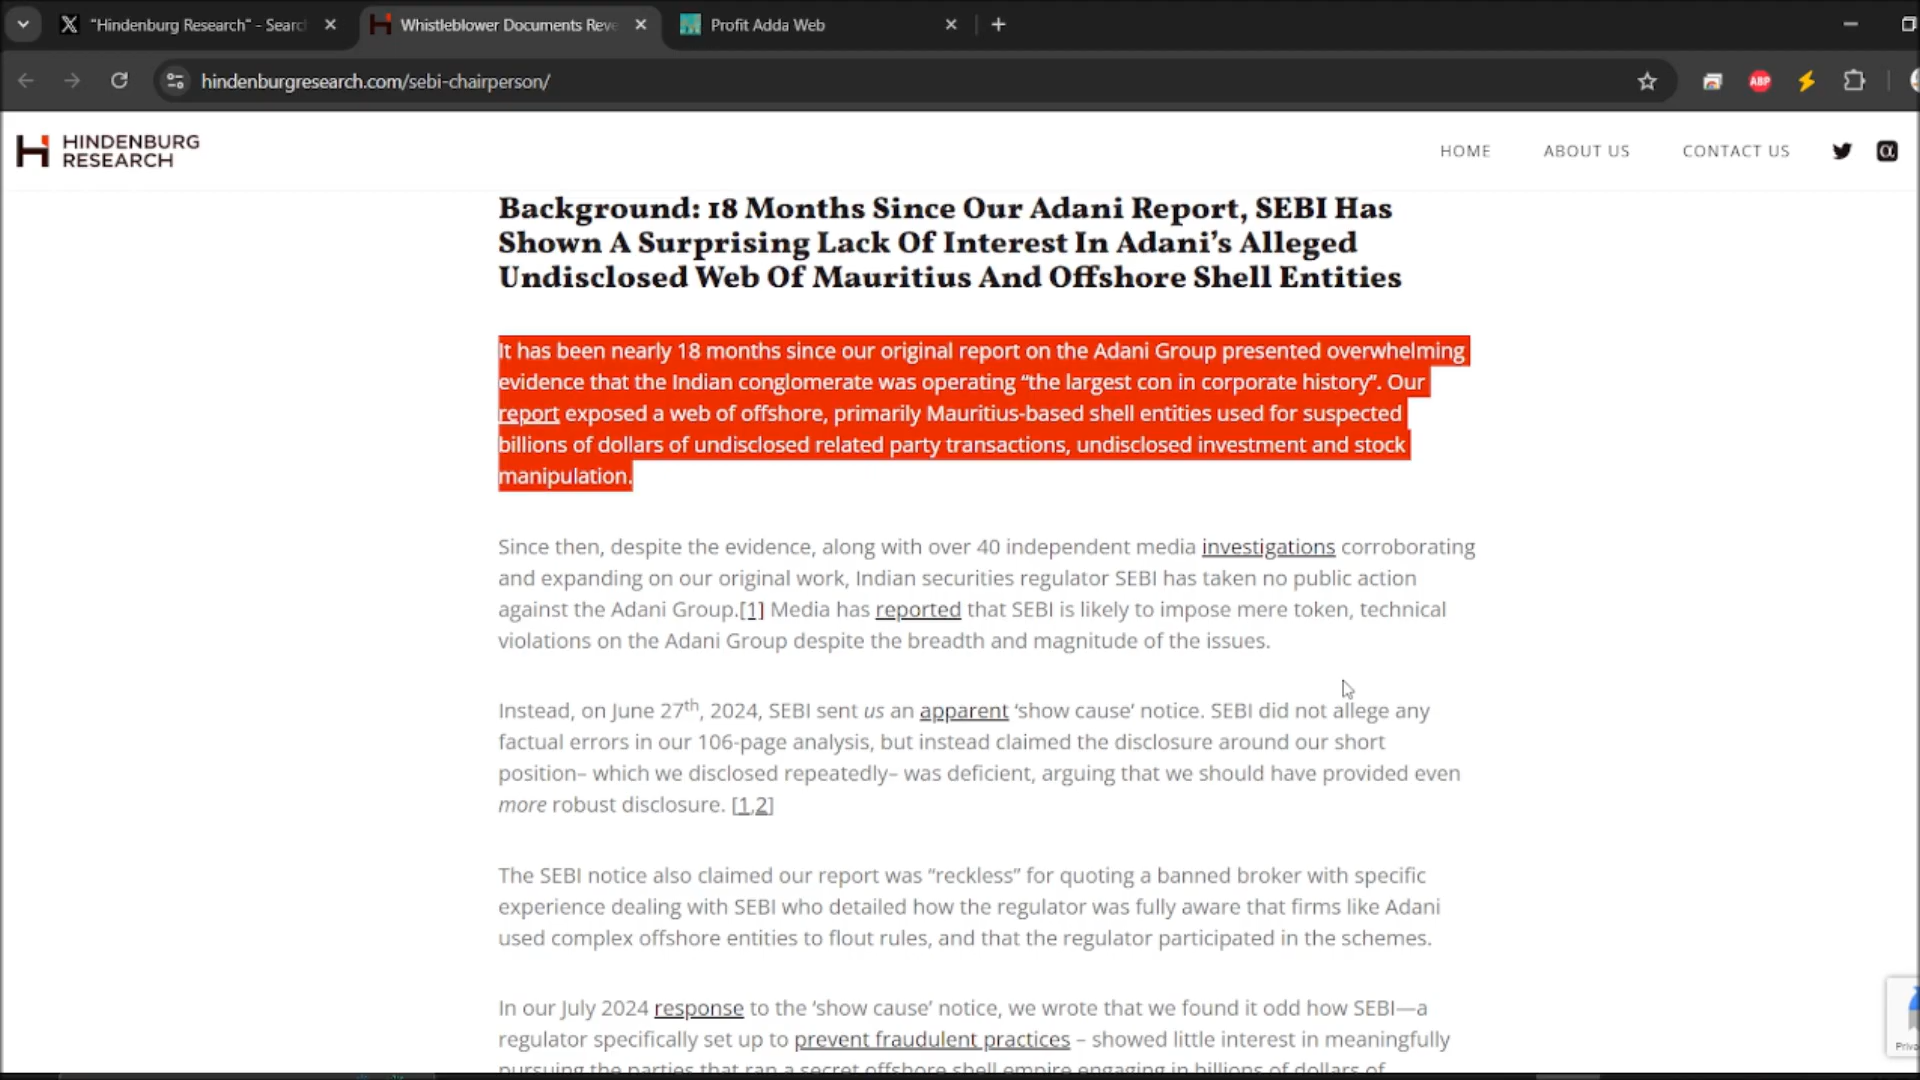 "Hindenburg Research" - Searc
Whistleblower Documents Reve
Profit Adda Web
hindenburgresearch.com/sebi-chairperson/
ABP
HINDENBURG
RESEARCH
HOME ABOUT US CONTACT US
Background: 18 Months Since Our Adani Report, SEBI Has
Shown A Surprising Lack Of Interest In Adani’s Alleged
Undisclosed Web Of Mauritius And Offshore Shell Entities
It has been nearly 18 months since our original report on the Adani Group presented overwhelming
evidence that the Indian conglomerate was operating “the largest con in corporate history”. Our
report exposed a web of offshore, primarily Mauritius-based shell entities used for suspected
billions of dollars of undisclosed related party transactions, undisclosed investment and stock
manipulation.
Since then, despite the evidence, along with over 40 independent media investigations corroborating
and expanding on our original work, Indian securities regulator SEBI has taken no public action
against the Adani Group.[1] Media has reported that SEBI is likely to impose mere token, technical
violations on the Adani Group despite the breadth and magnitude of the issues.
Instead, on June 27th, 2024, SEBI sent us an apparent ‘show cause’ notice. SEBI did not allege any
factual errors in our 106-page analysis, but instead claimed the disclosure around our short
position– which we disclosed repeatedly– was deficient, arguing that we should have provided even
more robust disclosure. [1,2]
The SEBI notice also claimed our report was “reckless” for quoting a banned broker with specific
experience dealing with SEBI who detailed how the regulator was fully aware that firms like Adani
used complex offshore entities to flout rules, and that the regulator participated in the schemes.
In our July 2024 response to the ‘show cause’ notice, we wrote that we found it odd how SEBI—a
regulator specifically set up to prevent fraudulent practices – showed little interest in meaningfully
pursuing the parties that ran a secret offshore shell empire engaging in billions of dollars of
Priva